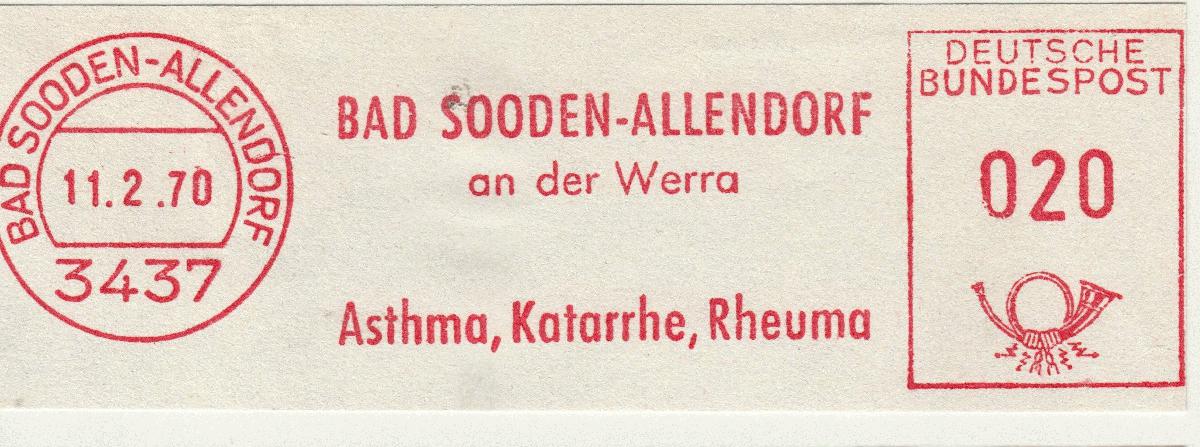 BAD SOODEN-ALLENDORF
11.2.70
3437
BAD SOODEN-ALLENDORF
an der Werra
Asthma, Katarrhe, Rheuma
DEUTSCHE
BUNDESPOST
020